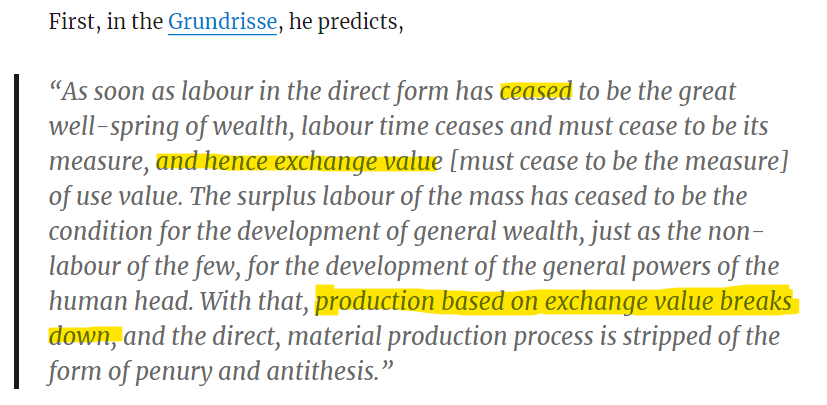 First, in the Grundrisse, he predicts,
“As soon as labour in the direct form has ceased to be the great
well-spring of wealth, labour time ceases and must cease to be its
measure, and hence exchange value [must cease to be the measure]
of use value. The surplus labour of the mass has ceased to be the
condition for the development of general wealth, just as the non-
labour of the few, for the development of the general powers of the
human head. With that, production based on exchange value breaks
down, and the direct, material production process is stripped of the
form of penury and antithesis.”